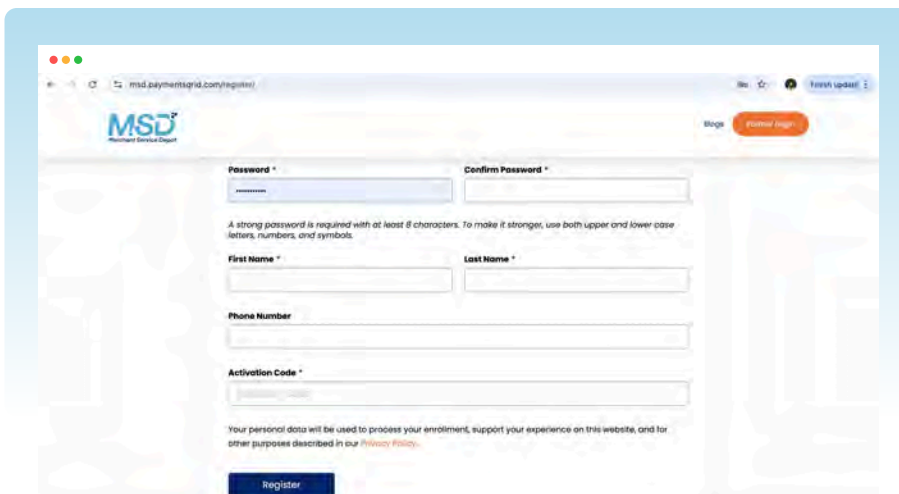 msd.paymentsgrid.com/register/
Finish update
MSD
Merchant Service Depot
Blogs
Partner login
Password *
Confirm Password *
•••••••••••
A strong password is required with at least 8 characters. To make it stronger, use both upper and lower case
letters, numbers, and symbols.
First Name *
Last Name *
Phone Number
Activation Code *
Your personal data will be used to process your enrollment, support your experience on this website, and for
other purposes described in our Privacy Policy.
Register